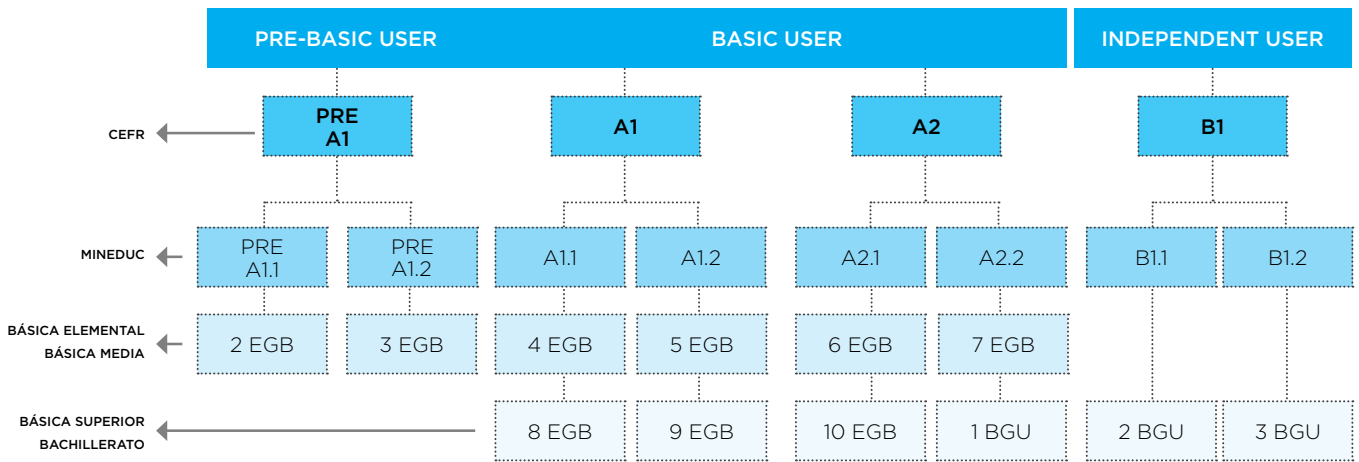 PRE-BASIC USER BASIC USER INDEPENDENT USER
CEFR
PRE
A1
A1
A2
B1
MINEDUC
PRE
A1.1
PRE
A1.2
A1.1
A1.2
A2.1
A2.2
B1.1
B1.2
BÁSICA ELEMENTAL
BÁSICA MEDIA
2 EGB
3 EGB
4 EGB
5 EGB
6 EGB
7 EGB
BÁSICA SUPERIOR
BACHILLERATO
8 EGB
9 EGB
10 EGB
1 BGU
2 BGU
3 BGU